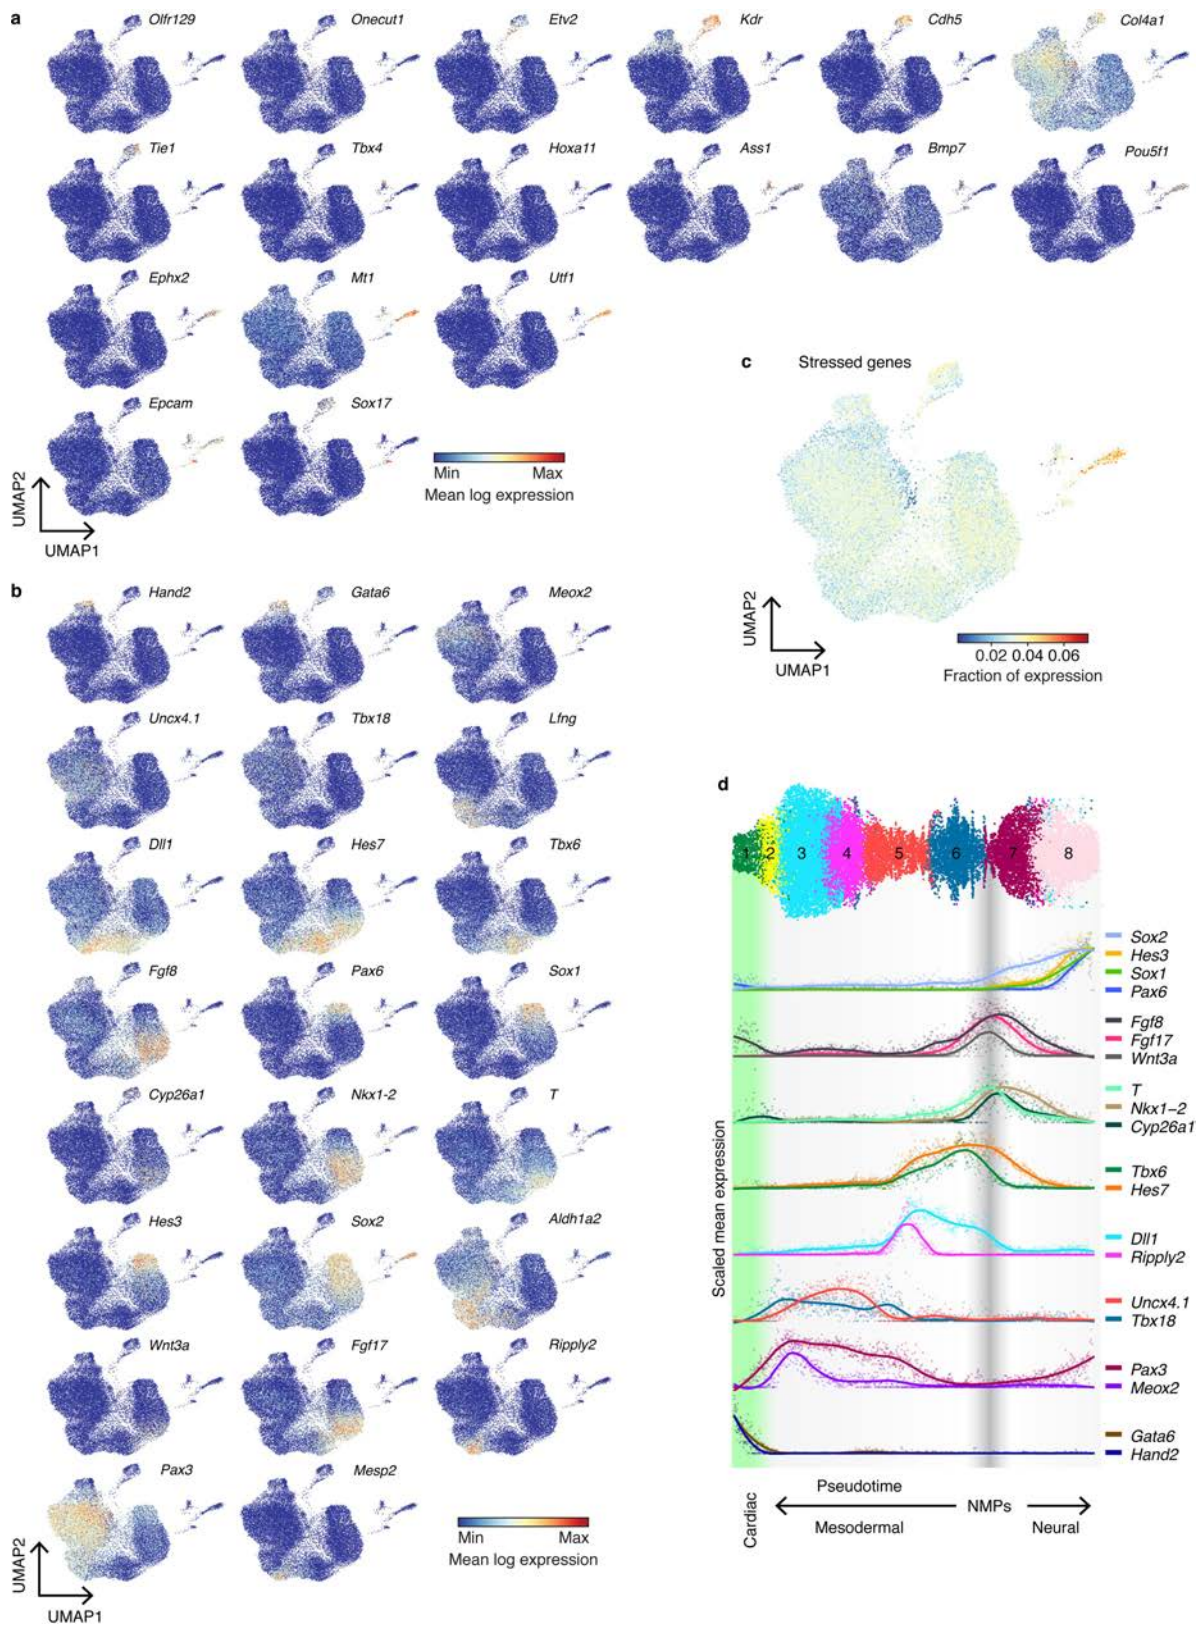 a
Olfr129 Onecut1 Etv2 Kdr Cdh5 Col4a1
Tie1 Tbx4 Hoxa11 Ass1 Bmp7 Pou5f1
Ephx2 Mt1 Utf1
Epcam Sox17
Min Max
Mean log expression
UMAP2
UMAP1
b
Hand2 Gata6 Meox2
Uncx4.1 Tbx18 Lfng
Dll1 Hes7 Tbx6
Fgf8 Pax6 Sox1
Cyp26a1 Nkx1-2 T
Hes3 Sox2 Aldh1a2
Wnt3a Fgf17 Ripply2
Pax3 Mesp2
Min Max
Mean log expression
UMAP2
UMAP1
c
Stressed genes
UMAP2
UMAP1
0.02 0.04 0.06
Fraction of expression
d
1 2 3 4 5 6 7 8
Scaled mean expression
Sox2
Hes3
Sox1
Pax6
Fgf8
Fgf17
Wnt3a
T
Nkx1-2
Cyp26a1
Tbx6
Hes7
Dll1
Ripply2
Uncx4.1
Tbx18
Pax3
Meox2
Gata6
Hand2
Cardiac
Pseudotime
NMPs
Mesodermal
Neural